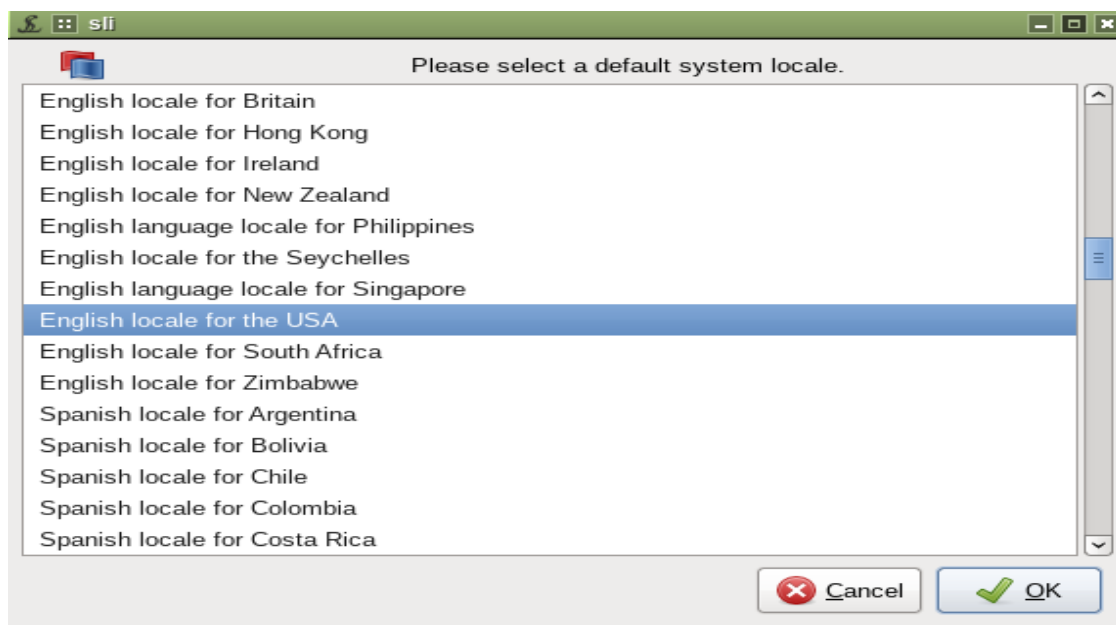 sli
Please select a default system locale.
English locale for Britain
English locale for Hong Kong
English locale for Ireland
English locale for New Zealand
English language locale for Philippines
English locale for the Seychelles
English language locale for Singapore
English locale for the USA
English locale for South Africa
English locale for Zimbabwe
Spanish locale for Argentina
Spanish locale for Bolivia
Spanish locale for Chile
Spanish locale for Colombia
Spanish locale for Costa Rica
Cancel OK